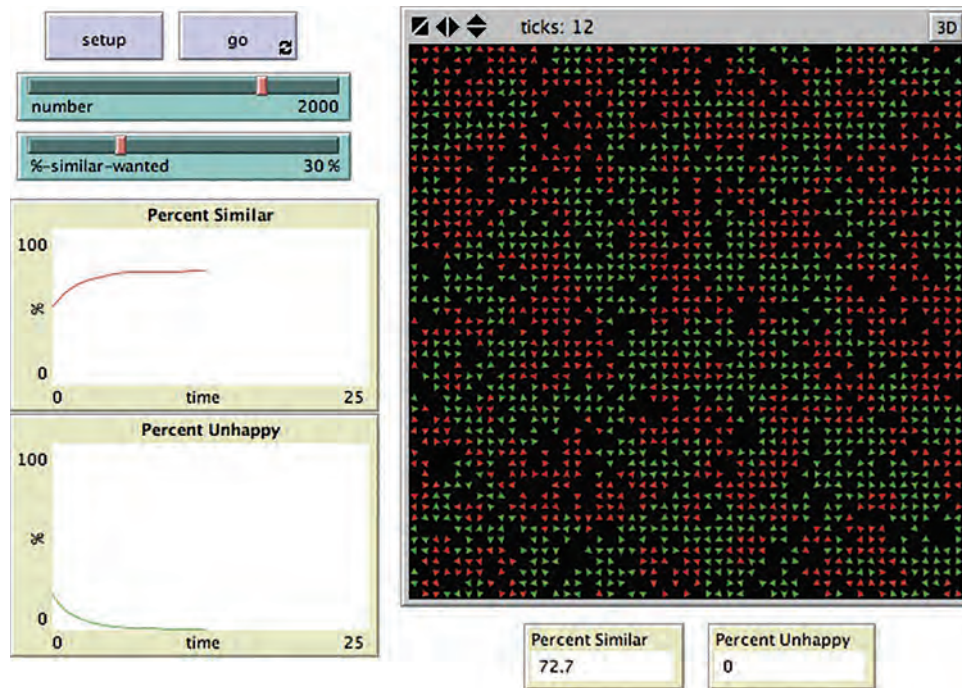 setup
go
number 2000
%-similar-wanted 30 %
Percent Similar
100
%
0
0 time 25
Percent Unhappy
100
%
0
0 time 25
ticks: 12
3D
Percent Similar
72.7
Percent Unhappy
0